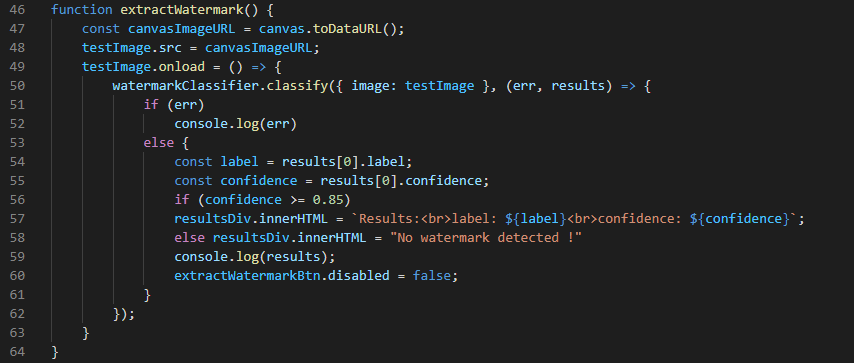 46 function extractWatermark() {
47     const canvasImageURL = canvas.toDataURL();
48     testImage.src = canvasImageURL;
49     testImage.onload = () => {
50         watermarkClassifier.classify({ image: testImage }, (err, results) => {
51             if (err)
52                 console.log(err)
53             else {
54                 const label = results[0].label;
55                 const confidence = results[0].confidence;
56                 if (confidence >= 0.85)
57                 resultsDiv.innerHTML = `Results:<br>label: ${label}<br>confidence: ${confidence}`;
58                 else resultsDiv.innerHTML = "No watermark detected !"
59                 console.log(results);
60                 extractWatermarkBtn.disabled = false;
61             }
62         });
63     }
64 }